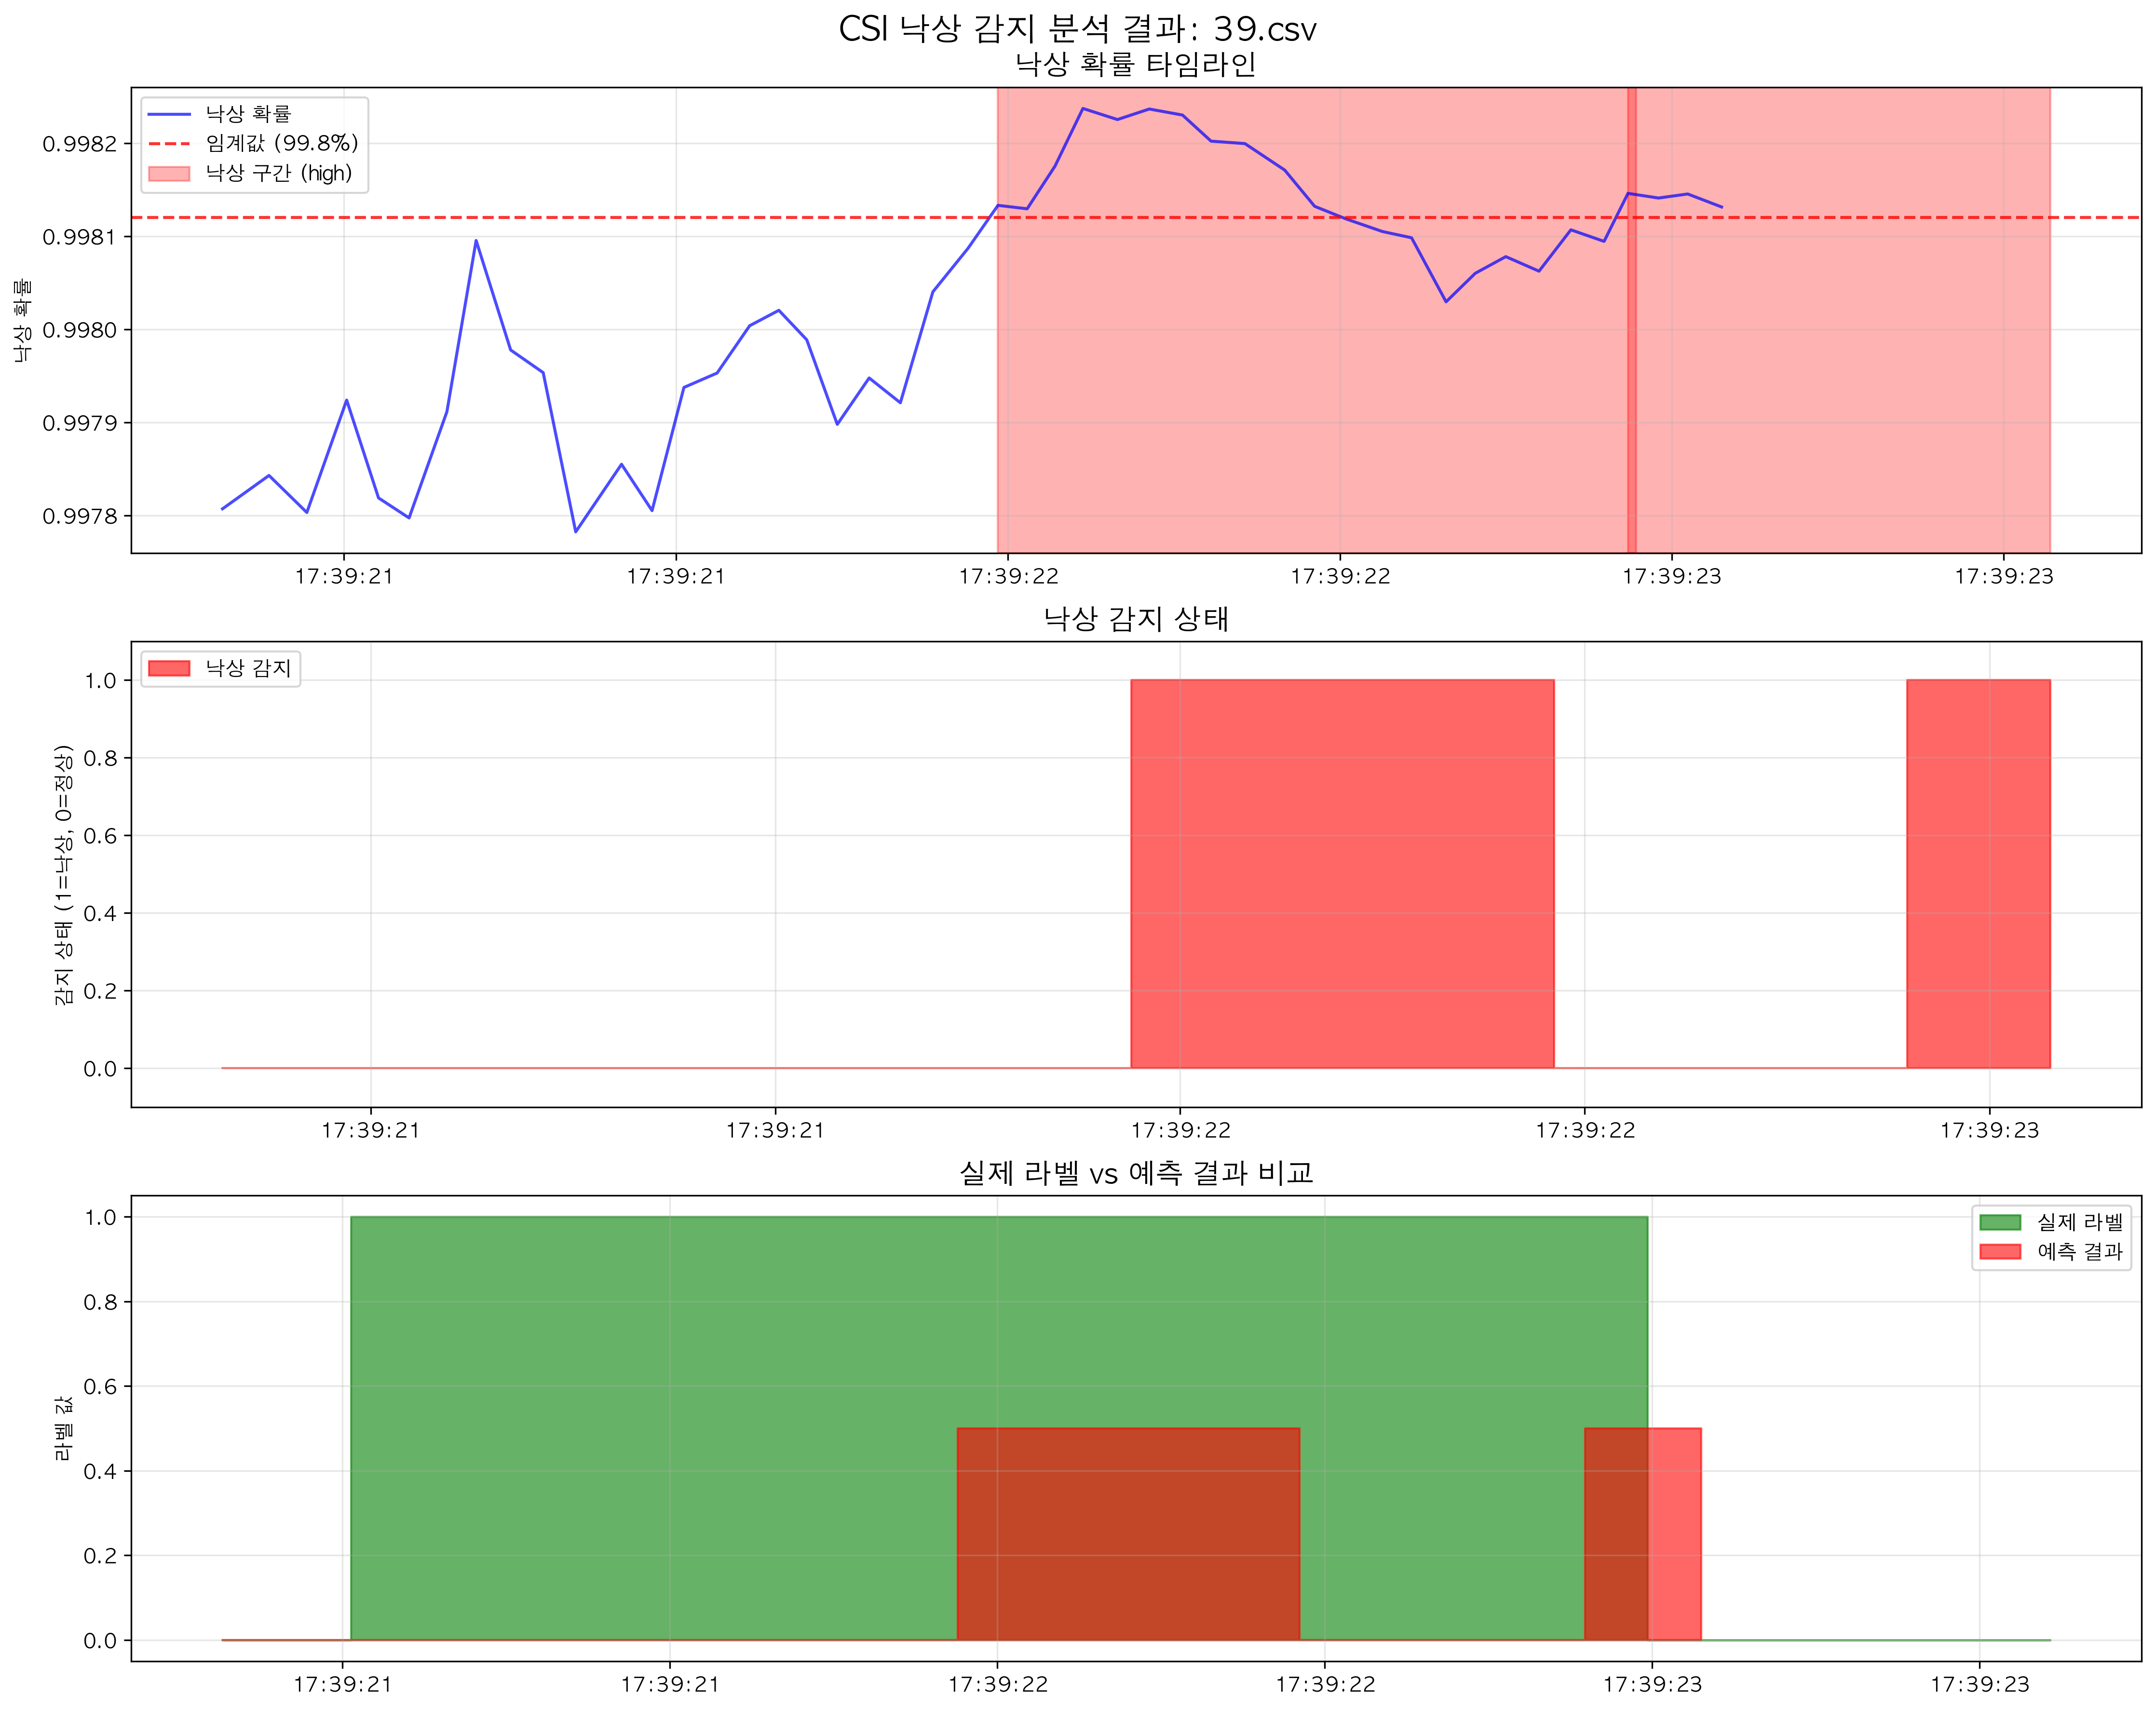 CSI 낙상 감지 분석 결과: 39.csv
낙상 확률 타임라인
낙상 확률
임계값 (99.8%)
낙상 구간 (high)
낙상 확률
0.9982
0.9981
0.9980
0.9979
0.9978
17:39:21 17:39:21 17:39:22 17:39:22 17:39:23 17:39:23
낙상 감지 상태
낙상 감지
감지 상태 (1=낙상, 0=정상)
1.0
0.8
0.6
0.4
0.2
0.0
17:39:21 17:39:21 17:39:22 17:39:22 17:39:23
실제 라벨 vs 예측 결과 비교
실제 라벨
예측 결과
라벨 값
1.0
0.8
0.6
0.4
0.2
0.0
17:39:21 17:39:21 17:39:22 17:39:22 17:39:23 17:39:23